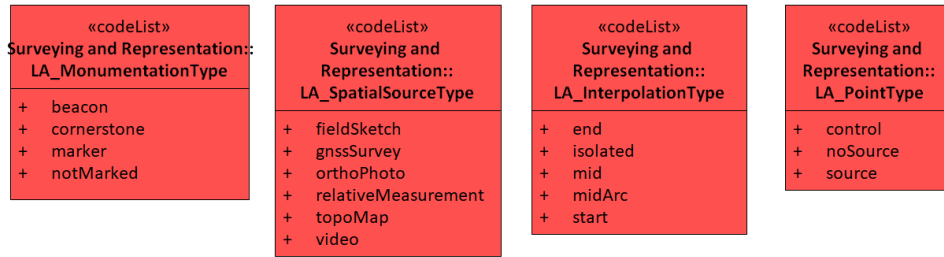 «codeList»
Surveying and Representation::
LA_MonumentationType
+ beacon
+ cornerstone
+ marker
+ notMarked
«codeList»
Surveying and
Representation::
LA_SpatialSourceType
+ fieldSketch
+ gnssSurvey
+ orthoPhoto
+ relativeMeasurement
+ topoMap
+ video
«codeList»
Surveying and
Representation::
LA_InterpolationType
+ end
+ isolated
+ mid
+ midArc
+ start
«codeList»
Surveying and
Representation::
LA_PointType
+ control
+ noSource
+ source